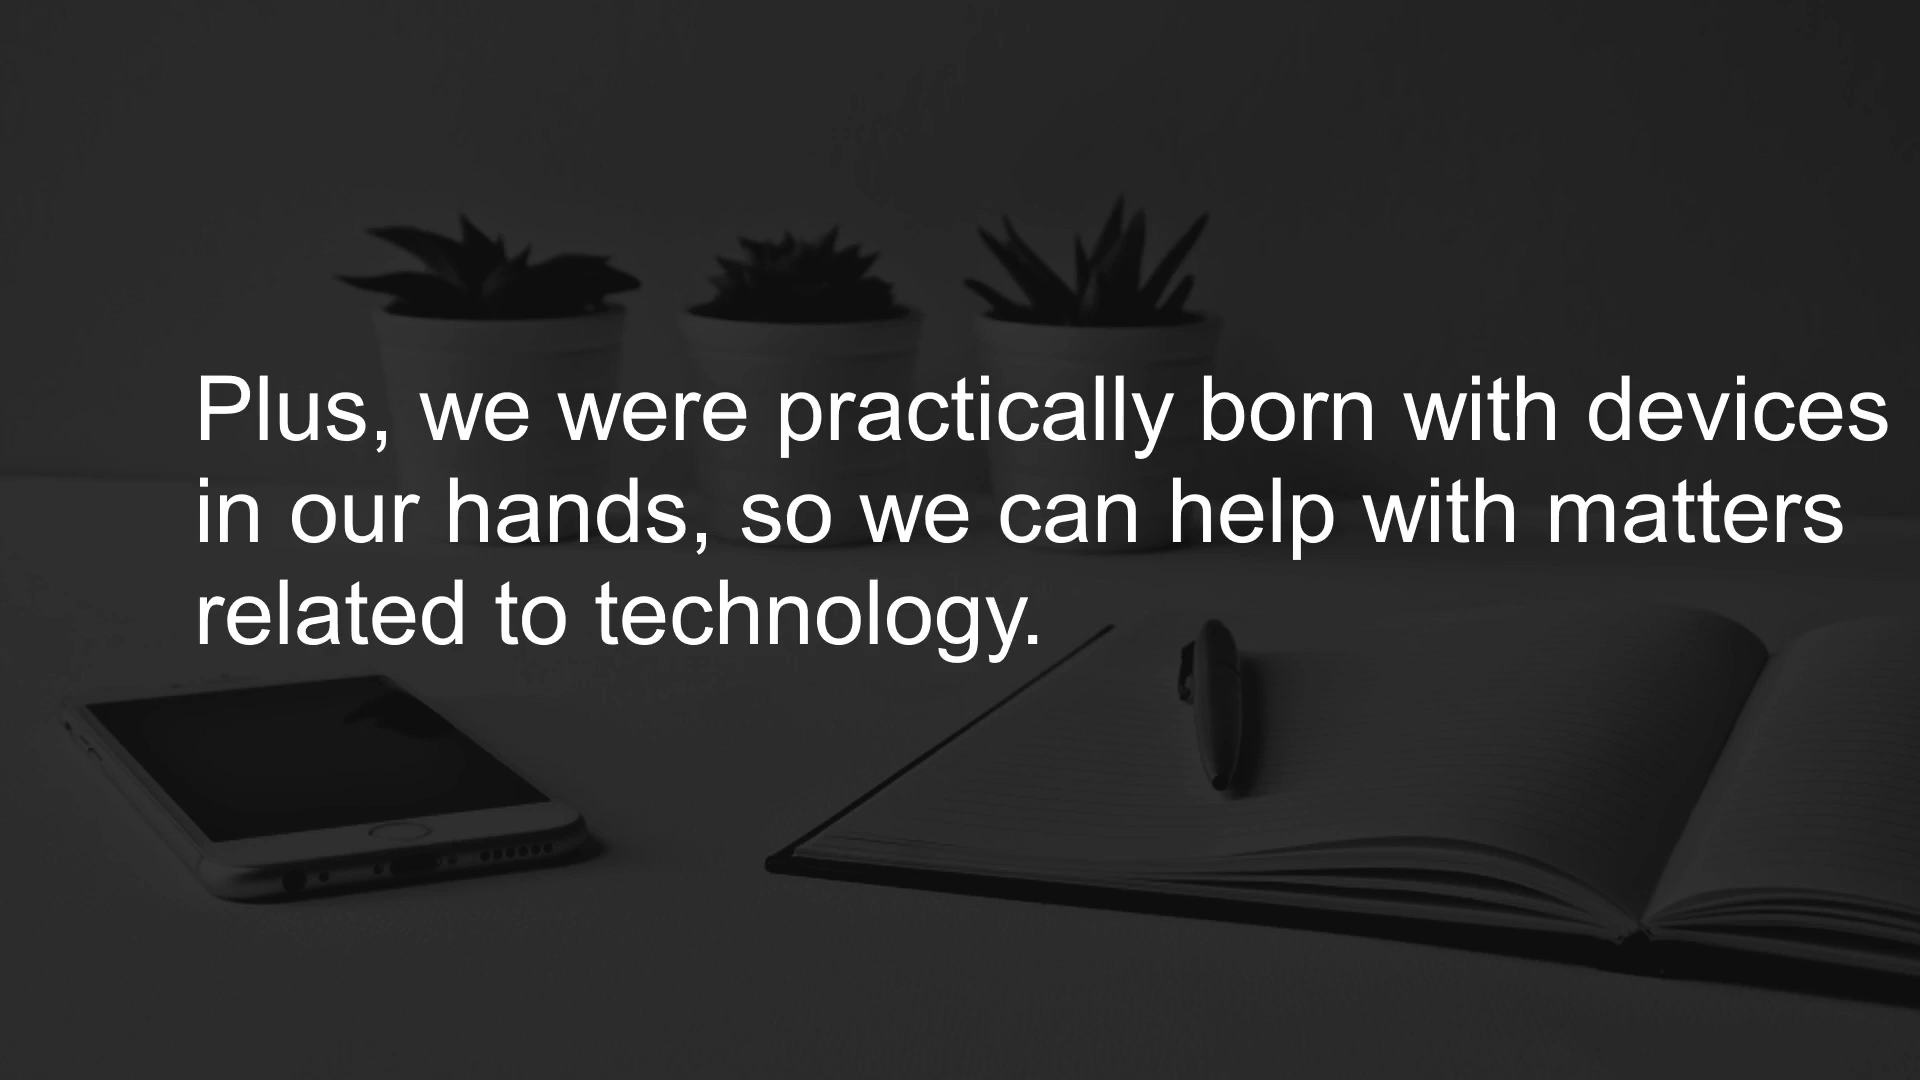 Plus, we were practically born with devices
in our hands, so we can help with matters
related to technology.